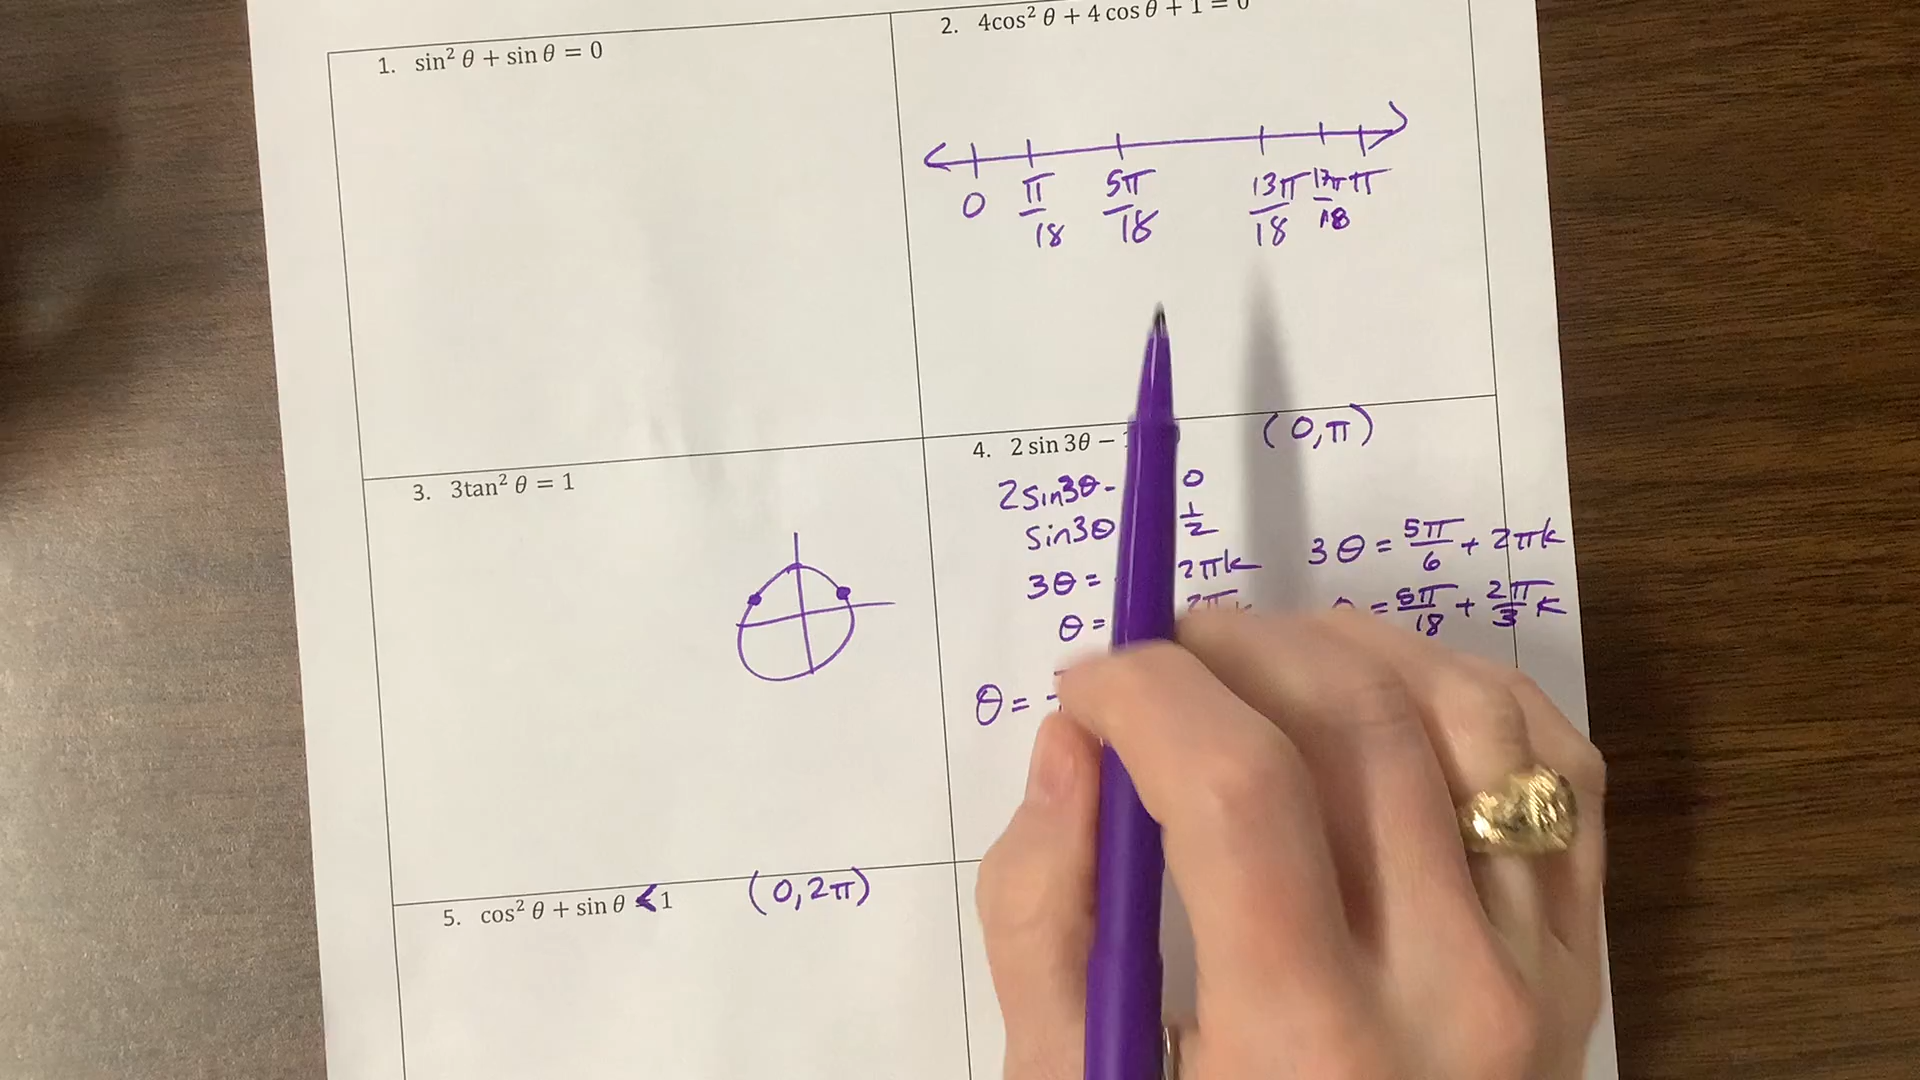 1. sin² θ + sin θ = 0
2. 4cos² θ + 4 cos θ + 1 = 0
0 π/18 5π/18 13π/18 17π/18 π
3. 3tan² θ = 1
4. 2 sin 3θ −
(0,π)
2sin3θ- 0
sin3θ 1/2
3θ = 2πk
θ =
3θ = 5π/6 + 2πk
= 5π/18 + 2π/3 k
θ =
5. cos² θ + sin θ < 1
(0,2π)